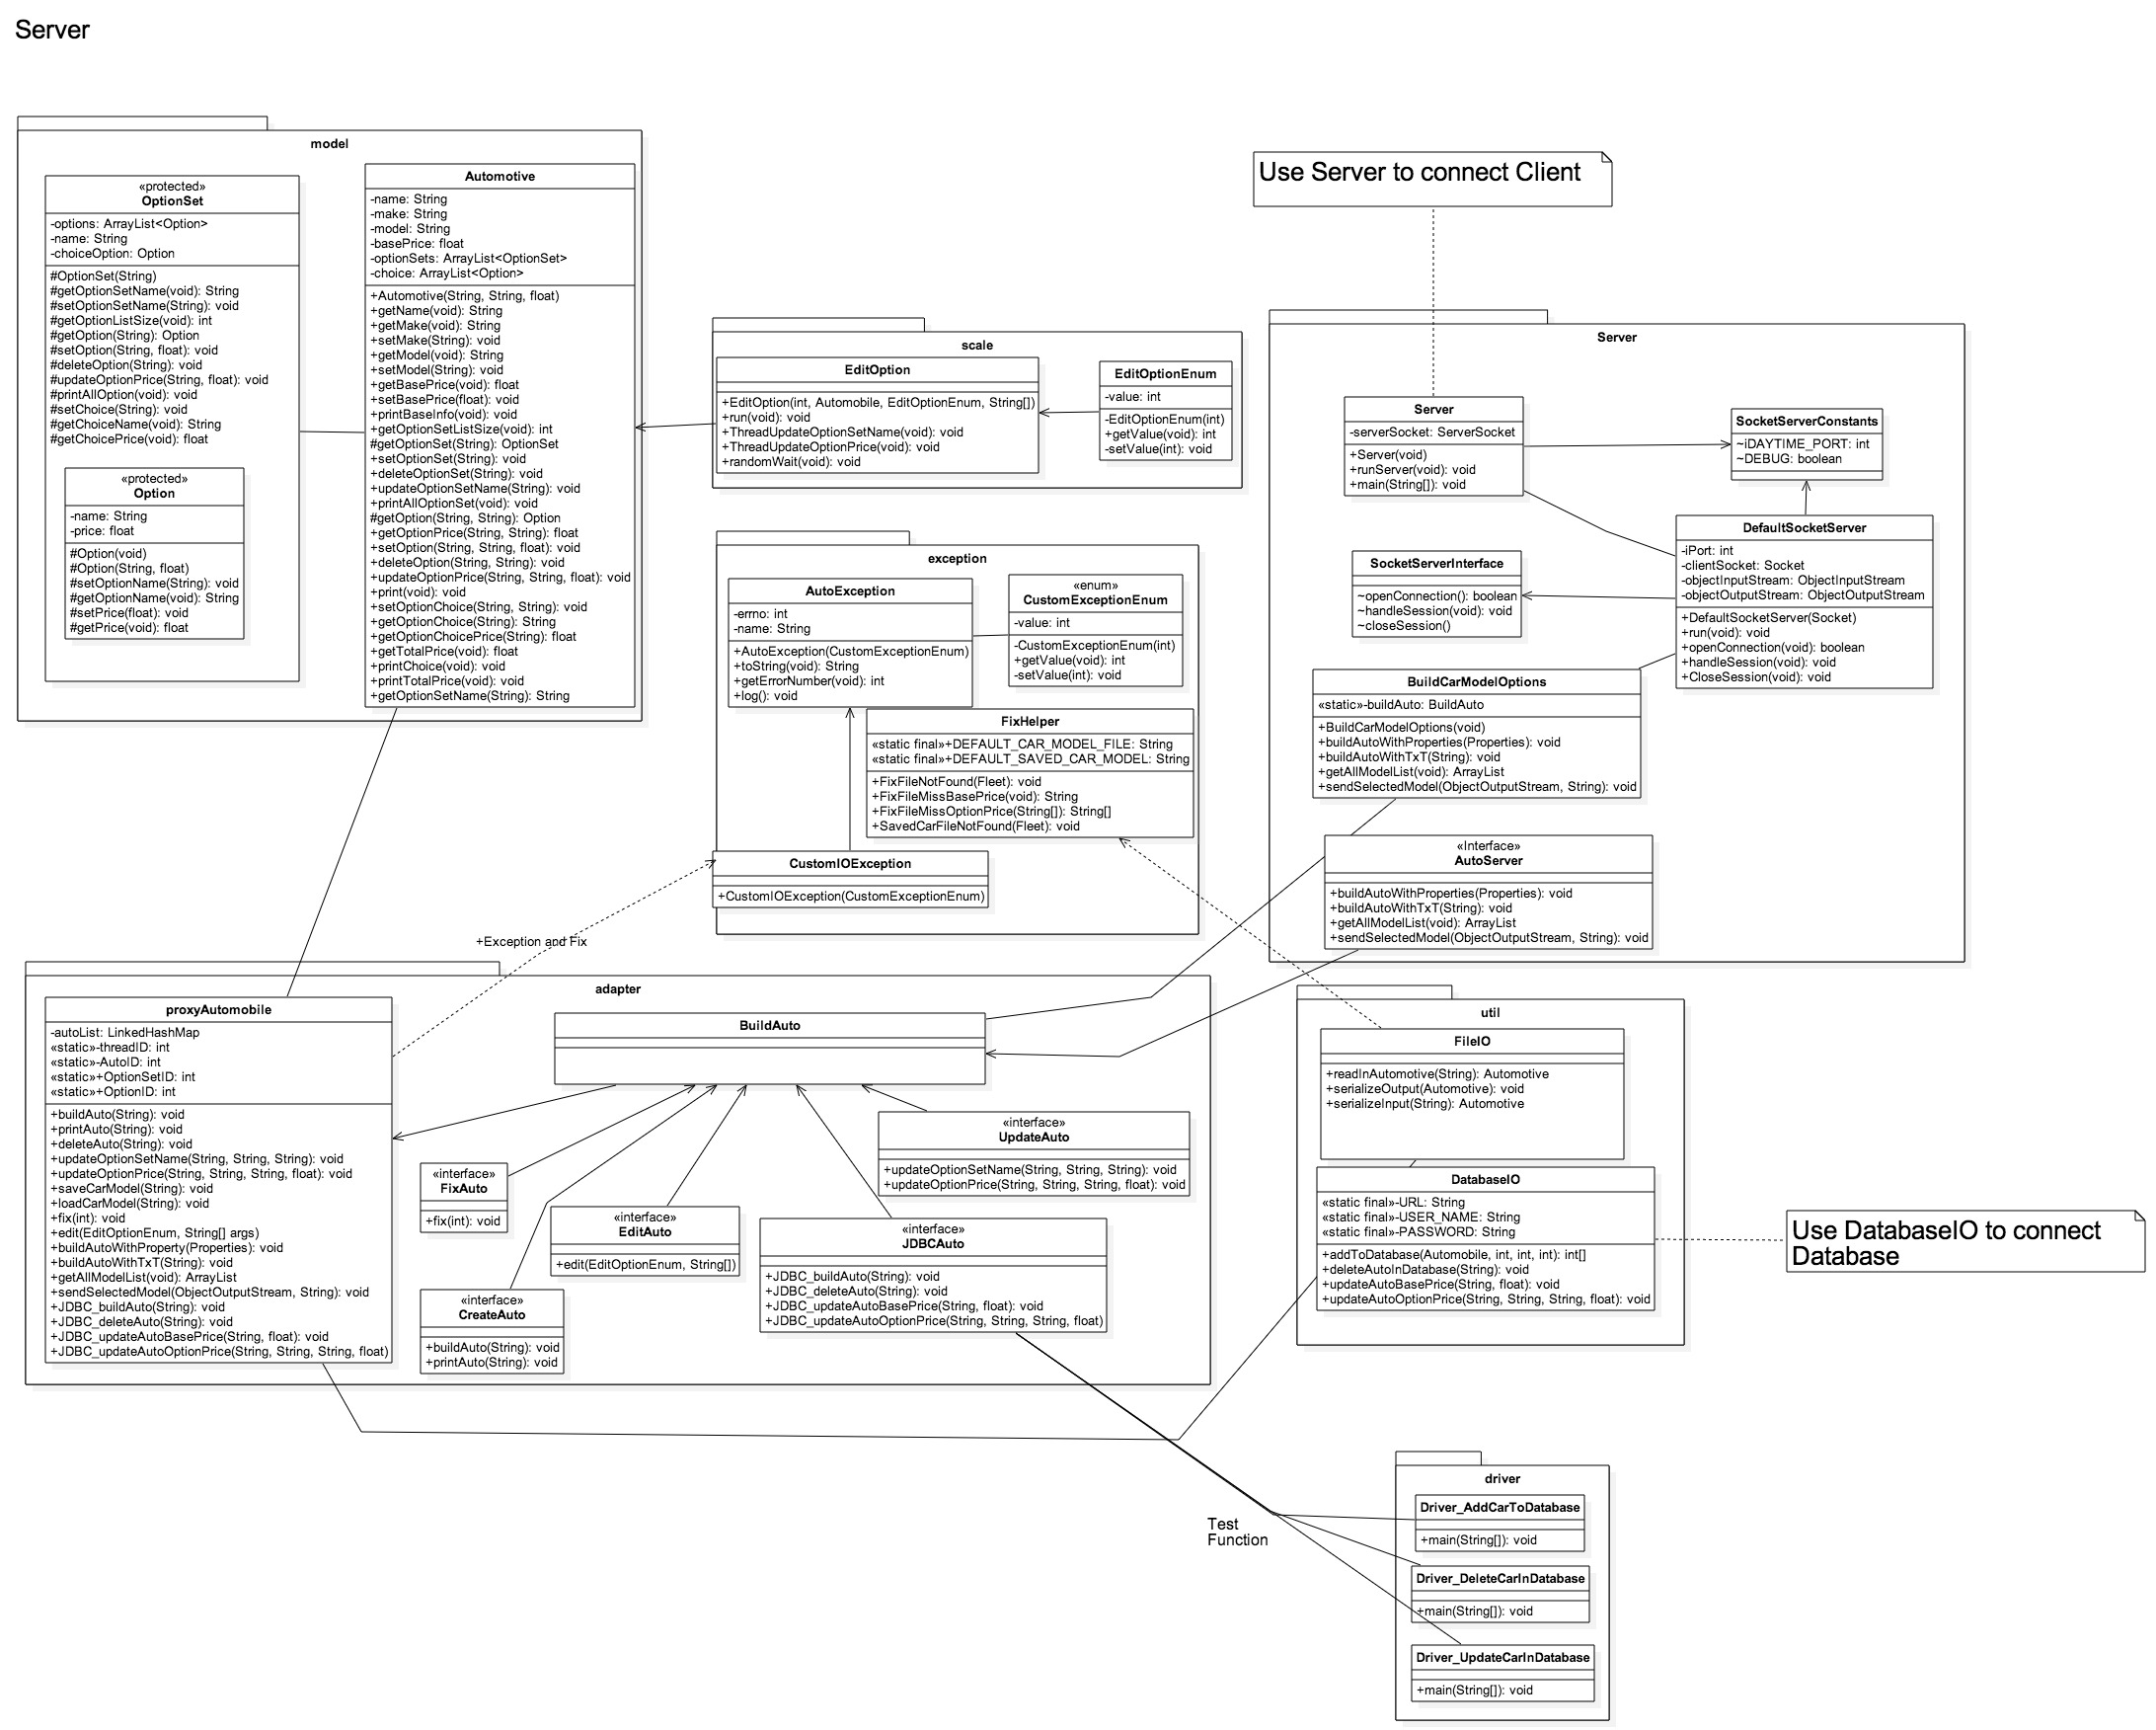 Server
model
«protected»
OptionSet
-options: ArrayList<Option>
-name: String
-choiceOption: Option
#OptionSet(String)
#getOptionSetName(void): String
#setOptionSetName(String): void
#getOptionListSize(void): int
#getOption(String): Option
#setOption(String, float): void
#deleteOption(String): void
#updateOptionPrice(String, float): void
#printAllOption(void): void
#setChoice(String): void
#getChoiceName(void): String
#getChoicePrice(void): float
«protected»
Option
-name: String
-price: float
#Option(void)
#Option(String, float)
#setOptionName(String): void
#getOptionName(void): String
#setPrice(float): void
#getPrice(void): float
Automotive
-name: String
-make: String
-model: String
-basePrice: float
-optionSets: ArrayList<OptionSet>
-choice: ArrayList<Option>
+Automotive(String, String, float)
+getName(void): String
+getMake(void): String
+setMake(String): void
+getModel(void): String
+setModel(String): void
+getBasePrice(void): float
+setBasePrice(float): void
+printBaseInfo(void): void
+getOptionSetListSize(void): int
#getOptionSet(String): OptionSet
+setOptionSet(String): void
+deleteOptionSet(String): void
+updateOptionSetName(String): void
+printAllOptionSet(void): void
#getOption(String, String): Option
+getOptionPrice(String, String): float
+setOption(String, String, float): void
+deleteOption(String, String): void
+updateOptionPrice(String, String, float): void
+print(void): void
+setOptionChoice(String, String): void
+getOptionChoice(String): String
+getOptionChoicePrice(String): float
+getTotalPrice(void): float
+printChoice(void): void
+printTotalPrice(void): void
+getOptionSetName(String): String
scale
EditOption
+EditOption(int, Automobile, EditOptionEnum, String[])
+run(void): void
+ThreadUpdateOptionSetName(void): void
+ThreadUpdateOptionPrice(void): void
+randomWait(void): void
EditOptionEnum
-value: int
-EditOptionEnum(int)
+getValue(void): int
-setValue(int): void
exception
AutoException
-errno: int
-name: String
+AutoException(CustomExceptionEnum)
+toString(void): String
+getErrorNumber(void): int
+log(): void
«enum»
CustomExceptionEnum
-value: int
-CustomExceptionEnum(int)
+getValue(void): int
-setValue(int): void
FixHelper
«static final»+DEFAULT_CAR_MODEL_FILE: String
«static final»+DEFAULT_SAVED_CAR_MODEL: String
+FixFileNotFound(Fleet): void
+FixFileMissBasePrice(void): String
+FixFileMissOptionPrice(String[]): String[]
+SavedCarFileNotFound(Fleet): void
CustomIOException
+CustomIOException(CustomExceptionEnum)
+Exception and Fix
Use Server to connect Client
Server
Server
-serverSocket: ServerSocket
+Server(void)
+runServer(void): void
+main(String[]): void
SocketServerConstants
~iDAYTIME_PORT: int
~DEBUG: boolean
SocketServerInterface
~openConnection(): boolean
~handleSession(void): void
~closeSession()
DefaultSocketServer
-iPort: int
-clientSocket: Socket
-objectInputStream: ObjectInputStream
-objectOutputStream: ObjectOutputStream
+DefaultSocketServer(Socket)
+run(void): void
+openConnection(void): boolean
+handleSession(void): void
+CloseSession(void): void
BuildCarModelOptions
«static»-buildAuto: BuildAuto
+BuildCarModelOptions(void)
+buildAutoWithProperties(Properties): void
+buildAutoWithTxT(String): void
+getAllModelList(void): ArrayList
+sendSelectedModel(ObjectOutputStream, String): void
«Interface»
AutoServer
+buildAutoWithProperties(Properties): void
+buildAutoWithTxT(String): void
+getAllModelList(void): ArrayList
+sendSelectedModel(ObjectOutputStream, String): void
adapter
proxyAutomobile
-autoList: LinkedHashMap
«static»-threadID: int
«static»-AutoID: int
«static»+OptionSetID: int
«static»+OptionID: int
+buildAuto(String): void
+printAuto(String): void
+deleteAuto(String): void
+updateOptionSetName(String, String, String): void
+updateOptionPrice(String, String, String, float): void
+saveCarModel(String): void
+loadCarModel(String): void
+fix(int): void
+edit(EditOptionEnum, String[] args)
+buildAutoWithProperty(Properties): void
+buildAutoWithTxT(String): void
+getAllModelList(void): ArrayList
+sendSelectedModel(ObjectOutputStream, String): void
+JDBC_buildAuto(String): void
+JDBC_deleteAuto(String): void
+JDBC_updateAutoBasePrice(String, float): void
+JDBC_updateAutoOptionPrice(String, String, String, float)
BuildAuto
«interface»
FixAuto
+fix(int): void
«interface»
CreateAuto
+buildAuto(String): void
+printAuto(String): void
«interface»
EditAuto
+edit(EditOptionEnum, String[])
«interface»
UpdateAuto
+updateOptionSetName(String, String, String): void
+updateOptionPrice(String, String, String, float): void
«interface»
JDBCAuto
+JDBC_buildAuto(String): void
+JDBC_deleteAuto(String): void
+JDBC_updateAutoBasePrice(String, float): void
+JDBC_updateAutoOptionPrice(String, String, String, float)
util
FileIO
+readInAutomotive(String): Automotive
+serializeOutput(Automotive): void
+serializeInput(String): Automotive
DatabaseIO
«static final»-URL: String
«static final»-USER_NAME: String
«static final»-PASSWORD: String
+addToDatabase(Automobile, int, int, int): int[]
+deleteAutoInDatabase(String): void
+updateAutoBasePrice(String, float): void
+updateAutoOptionPrice(String, String, String, float): void
Use DatabaseIO to connect
Database
Test
Function
driver
Driver_AddCarToDatabase
+main(String[]): void
Driver_DeleteCarInDatabase
+main(String[]): void
Driver_UpdateCarInDatabase
+main(String[]): void